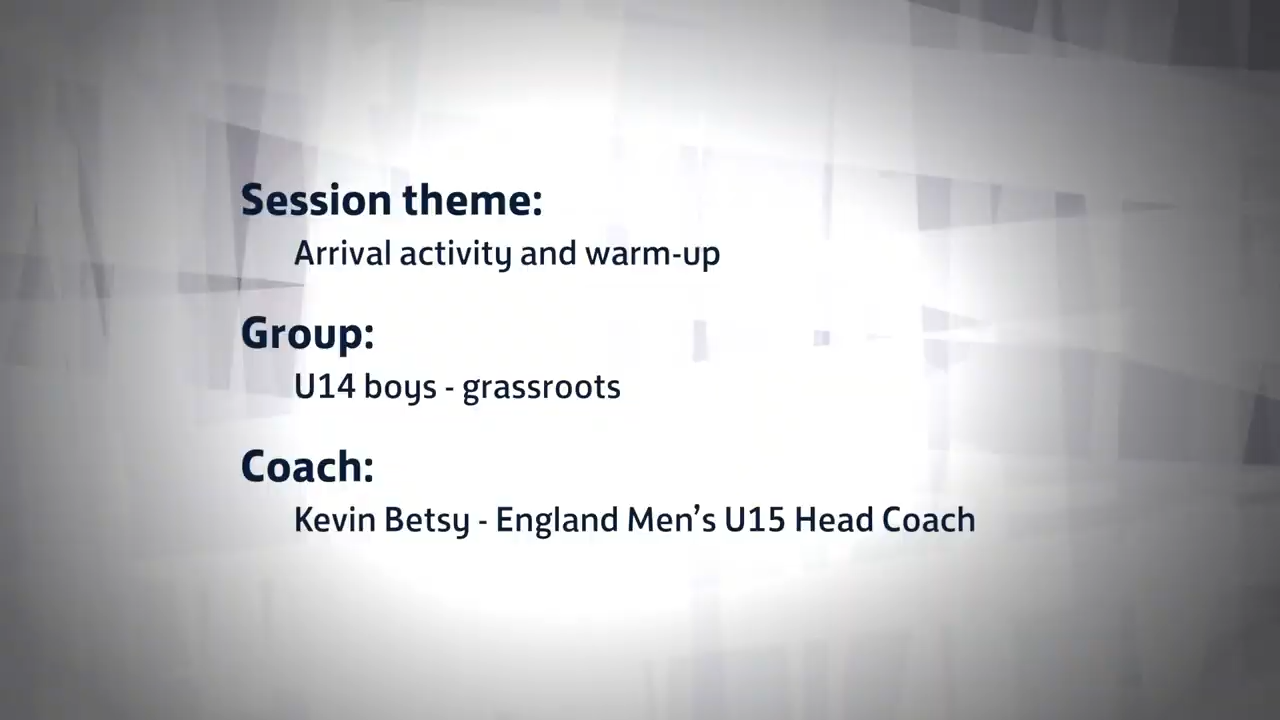 Session theme:
Arrival activity and warm-up
Group:
U14 boys - grassroots
Coach:
Kevin Betsy - England Men’s U15 Head Coach